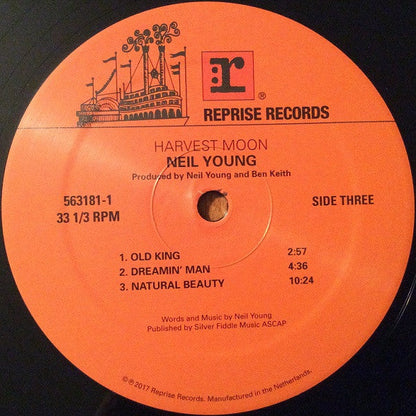 r
®
REPRISE RECORDS
HARVEST MOON
NEIL YOUNG
Produced by Neil Young and Ben Keith
563181-1
33 1/3 RPM
SIDE THREE
1. OLD KING 2:57
2. DREAMIN' MAN 4:36
3. NATURAL BEAUTY 10:24
Words and Music by Neil Young
Published by Silver Fiddle Music ASCAP
©℗ 2017 Reprise Records. Manufactured in the Netherlands.